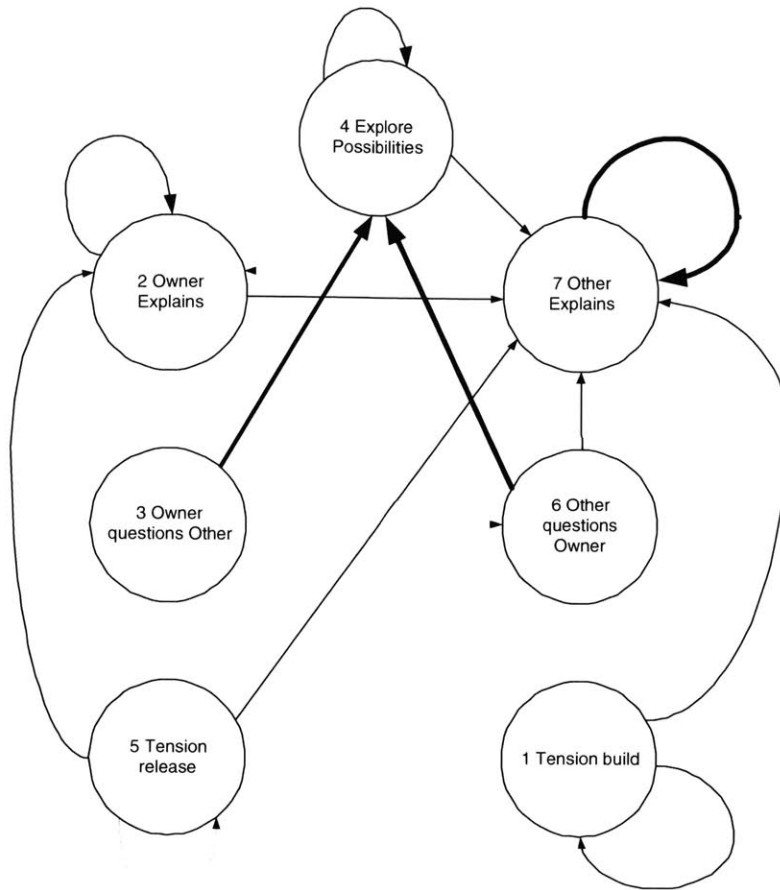 4 Explore
Possibilities
2 Owner
Explains
7 Other
Explains
3 Owner
questions Other
6 Other
questions
Owner
5 Tension
release
1 Tension build